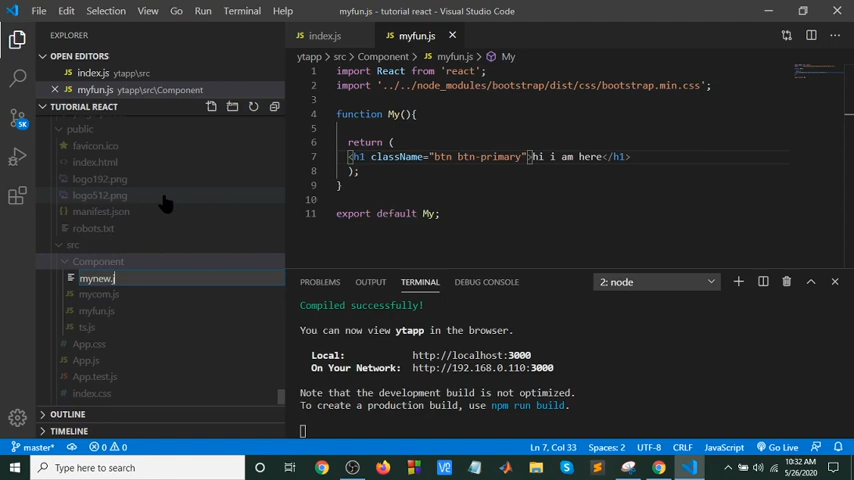 File Edit Selection View Go Run Terminal Help
myfun.js - tutorial react - Visual Studio Code
EXPLORER
OPEN EDITORS
JS index.js ytapp\src
JS myfun.js ytapp\src\Component
TUTORIAL REACT
public
favicon.ico
index.html
logo192.png
logo512.png
manifest.json
robots.txt
src
Component
mynew.j
JS mycom.js
JS myfun.js
JS ts.js
App.css
JS App.js
JS App.test.js
index.css
OUTLINE
TIMELINE
5K
JS index.js
JS myfun.js
ytapp > src > Component > JS myfun.js > My
1 import React from 'react';
2 import '../../node_modules/bootstrap/dist/css/bootstrap.min.css';
3
4 function My(){
5
6 return (
7 <h1 className="btn btn-primary">hi i am here</h1>
8 );
9 }
10
11 export default My;
PROBLEMS OUTPUT TERMINAL DEBUG CONSOLE
2: node
Compiled successfully!
You can now view ytapp in the browser.
Local: http://localhost:3000
On Your Network: http://192.168.0.110:3000
Note that the development build is not optimized.
To create a production build, use npm run build.
master* 0 0 Ln 7, Col 33 Spaces: 2 UTF-8 CRLF JavaScript Go Live
Type here to search
V2
10:32 AM
5/26/2020